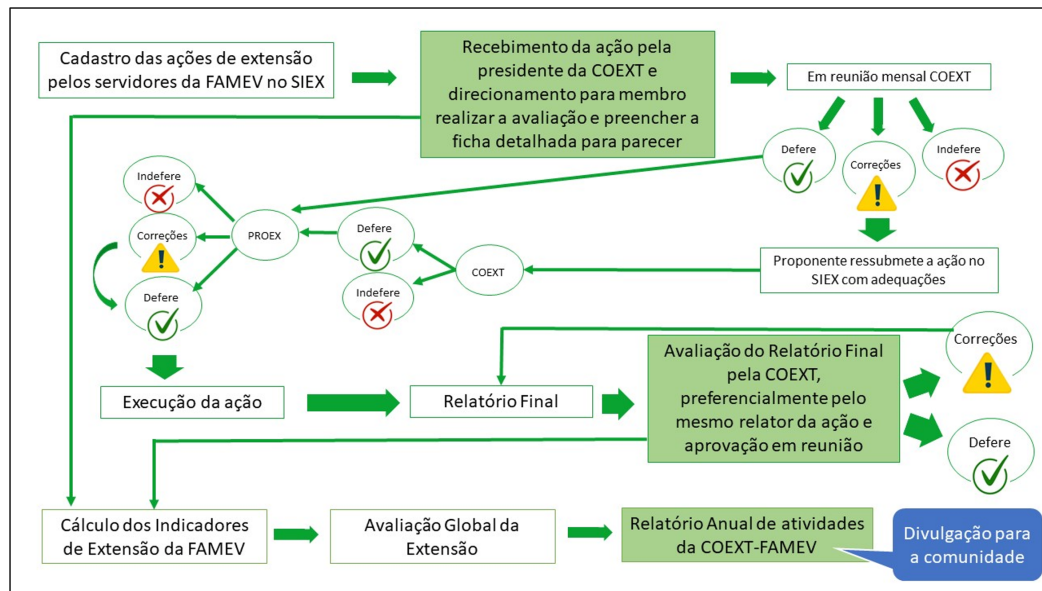 Cadastro das ações de extensão
pelos servidores da FAMEV no SIEX
Recebimento da ação pela
presidente da COEXT e
direcionamento para membro
realizar a avaliação e preencher a
ficha detalhada para parecer
Em reunião mensal COEXT
Defere
Correções
Indefere
Proponente ressubmete a ação no
SIEX com adequações
COEXT
Defere
Indefere
PROEX
Indefere
Correções
Defere
Execução da ação
Relatório Final
Avaliação do Relatório Final
pela COEXT,
preferencialmente pelo
mesmo relator da ação e
aprovação em reunião
Correções
Defere
Cálculo dos Indicadores
de Extensão da FAMEV
Avaliação Global da
Extensão
Relatório Anual de atividades
da COEXT-FAMEV
Divulgação para
a comunidade